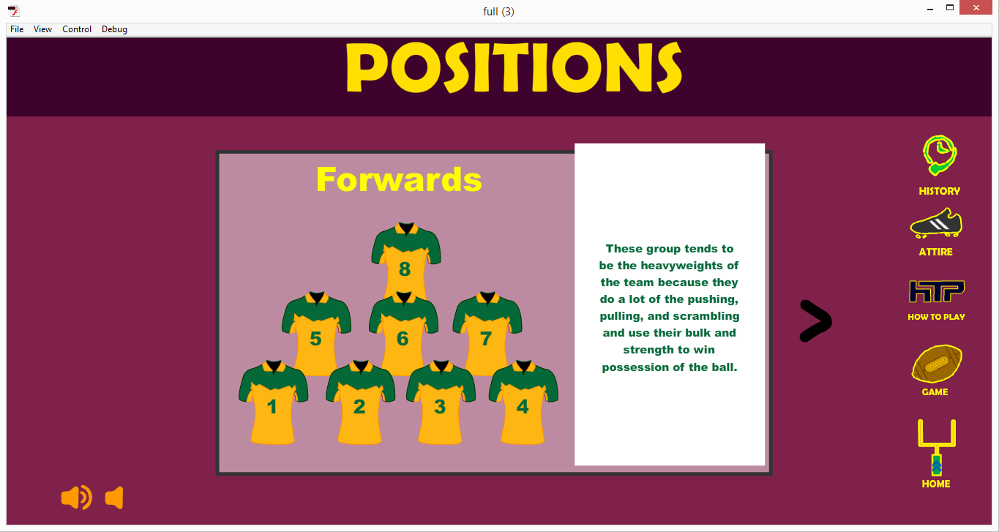 full (3)
File View Control Debug
POSITIONS
Forwards
8
5 6 7
1 2 3 4
These group tends to
be the heavyweights of
the team because they
do a lot of the pushing,
pulling, and scrambling
and use their bulk and
strength to win
possession of the ball.
>
HISTORY
ATTIRE
HTP
HOW TO PLAY
GAME
HOME